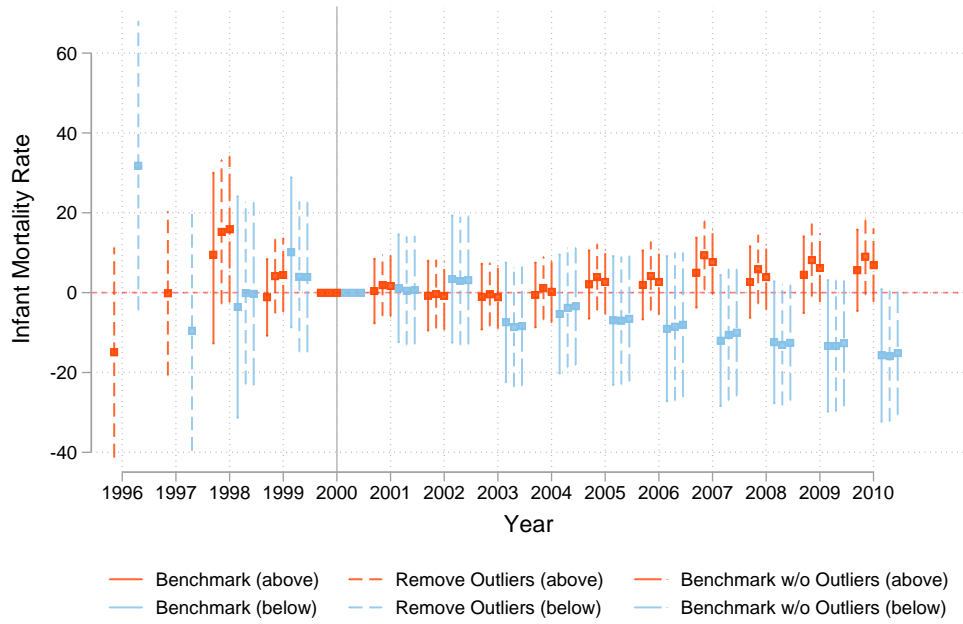 Infant Mortality Rate
60
40
20
0
-20
-40
1996 1997 1998 1999 2000 2001 2002 2003 2004 2005 2006 2007 2008 2009 2010
Year
Benchmark (above) Remove Outliers (above) Benchmark w/o Outliers (above)
Benchmark (below) Remove Outliers (below) Benchmark w/o Outliers (below)